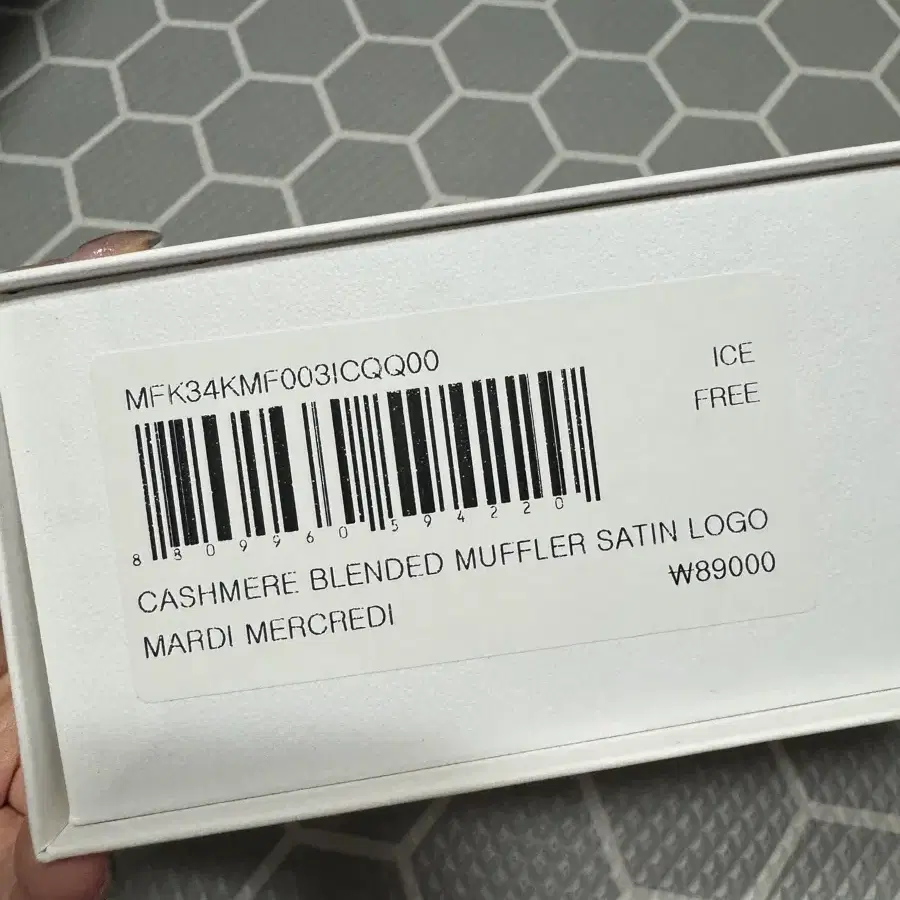 MFK34KMF003ICQQ00
ICE
FREE
8809960594220
CASHMERE BLENDED MUFFLER SATIN LOGO
₩89000
MARDI MERCREDI